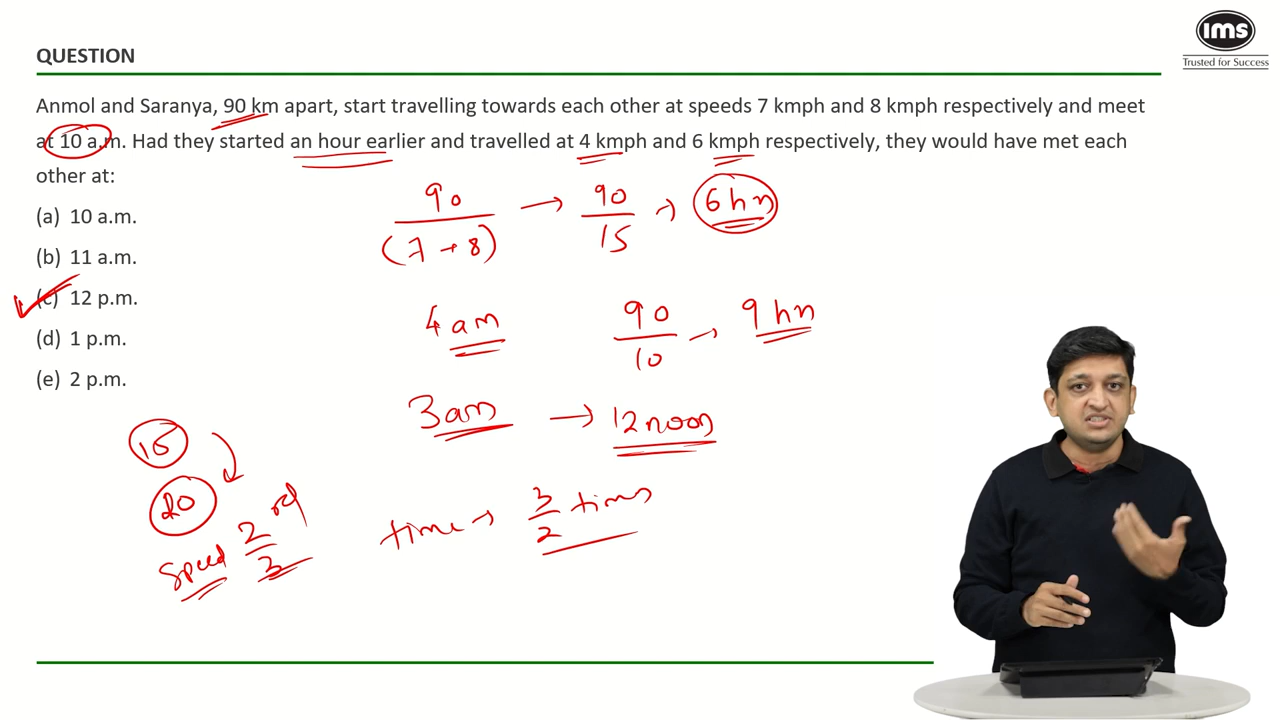 ims
Trusted for Success
QUESTION
Anmol and Saranya, 90 km apart, start travelling towards each other at speeds 7 kmph and 8 kmph respectively and meet
at 10 a.m. Had they started an hour earlier and travelled at 4 kmph and 6 kmph respectively, they would have met each
other at:
(a) 10 a.m.
(b) 11 a.m.
(c) 12 p.m.
(d) 1 p.m.
(e) 2 p.m.
90/(7+8) → 90/15 → 6 hrs
4 am 90/10 → 9 hrs
3 am → 12 noon
15
20
Speed 2/3 rd
time → 3/2 times